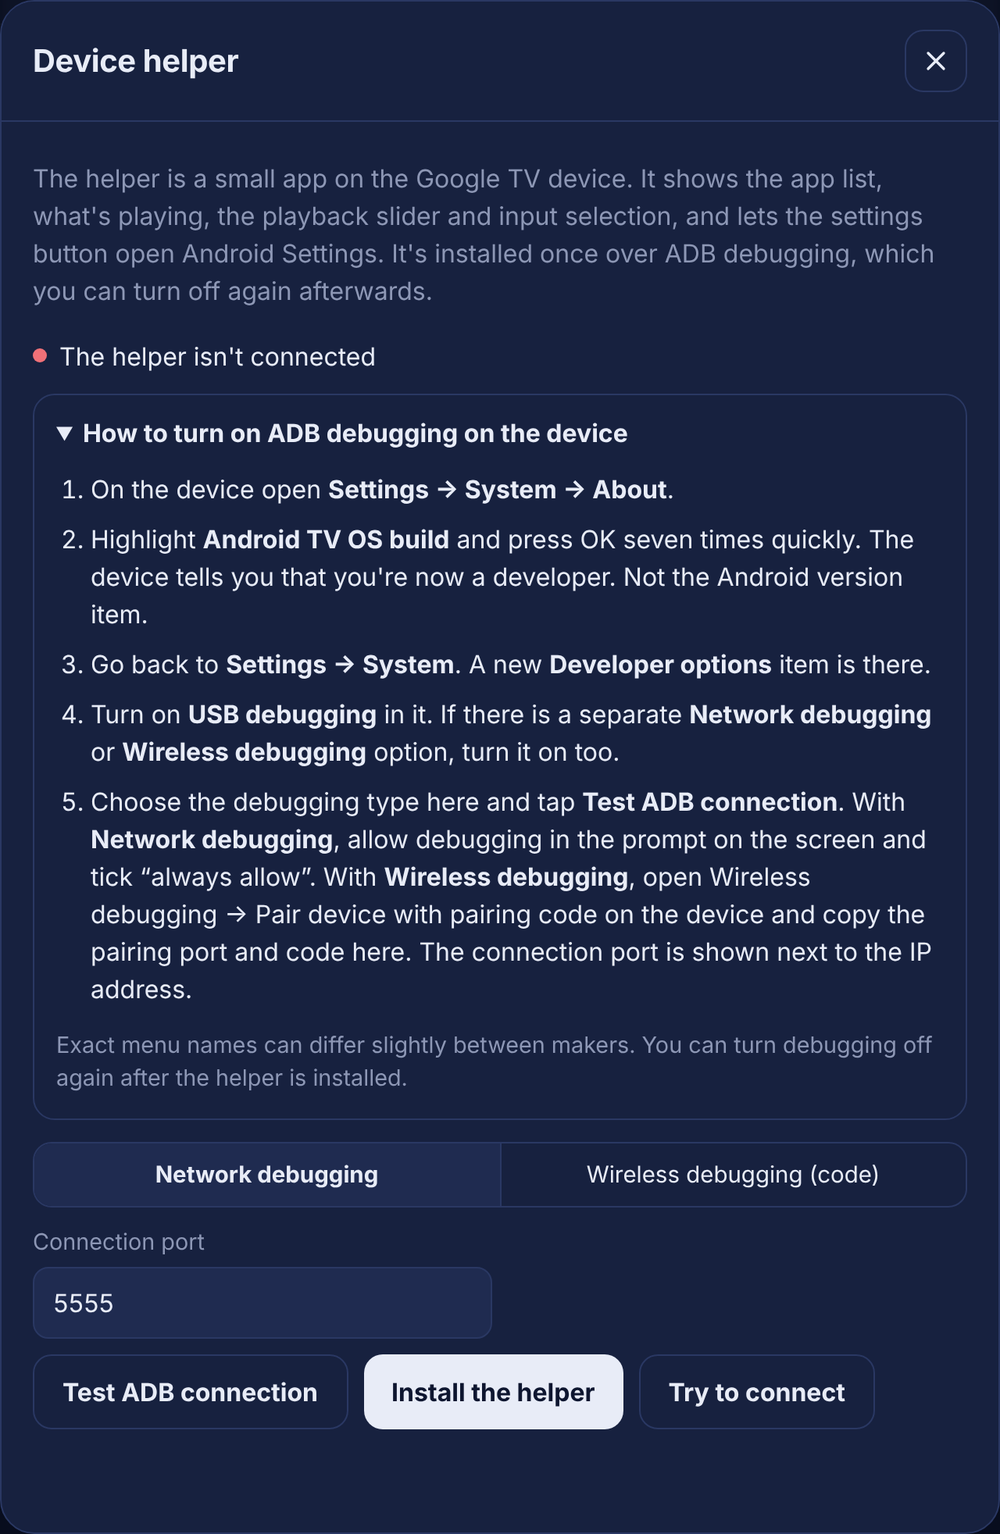 Device helper
The helper is a small app on the Google TV device. It shows the app list,
what's playing, the playback slider and input selection, and lets the settings
button open Android Settings. It's installed once over ADB debugging, which
you can turn off again afterwards.
The helper isn't connected
▼ How to turn on ADB debugging on the device
1. On the device open Settings → System → About.
2. Highlight Android TV OS build and press OK seven times quickly. The
device tells you that you're now a developer. Not the Android version
item.
3. Go back to Settings → System. A new Developer options item is there.
4. Turn on USB debugging in it. If there is a separate Network debugging
or Wireless debugging option, turn it on too.
5. Choose the debugging type here and tap Test ADB connection. With
Network debugging, allow debugging in the prompt on the screen and
tick “always allow”. With Wireless debugging, open Wireless
debugging → Pair device with pairing code on the device and copy the
pairing port and code here. The connection port is shown next to the IP
address.
Exact menu names can differ slightly between makers. You can turn debugging off
again after the helper is installed.
Network debugging
Wireless debugging (code)
Connection port
5555
Test ADB connection
Install the helper
Try to connect